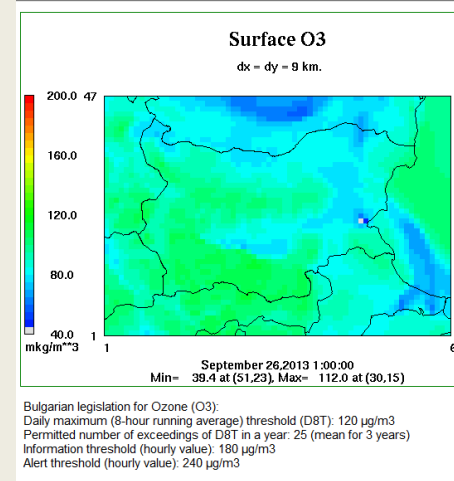 Surface O3
dx = dy = 9 km.
200.0
47
160.0
120.0
80.0
40.0
1
mkg/m**3
1
6
September 26,2013 1:00:00
Min= 39.4 at (51,23), Max= 112.0 at (30,15)
Bulgarian legislation for Ozone (O3):
Daily maximum (8-hour running average) threshold (D8T): 120 µg/m3
Permitted number of exceedings of D8T in a year: 25 (mean for 3 years)
Information threshold (hourly value): 180 µg/m3
Alert threshold (hourly value): 240 µg/m3